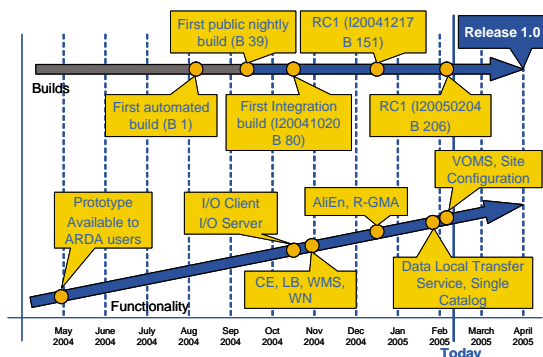 First public nightly
build (B 39)
RC1 (I20041217
B 151)
Release 1.0
Builds
First automated
build (B 1)
First Integration
build (I20041020
B 80)
RC1 (I20050204
B 206)
VOMS, Site
Configuration
Prototype
Available to
ARDA users
I/O Client
I/O Server
AliEn, R-GMA
CE, LB, WMS,
WN
Data Local Transfer
Service, Single
Catalog
Functionality
May June July Aug Sep Oct Nov Dec Jan Feb March April
2004 2004 2004 2004 2004 2004 2004 2004 2005 2005 2005 2005
Today